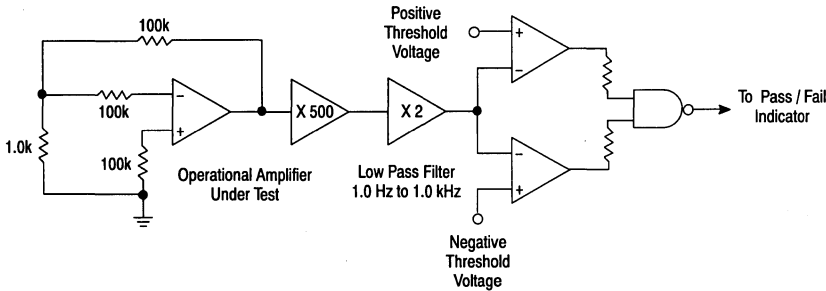 Positive
Threshold
Voltage
100k
100k
1.0k
100k
−
+
X 500
X 2
+
−
−
+
Operational Amplifier
Under Test
Low Pass Filter
1.0 Hz to 1.0 kHz
To Pass / Fail
Indicator
Negative
Threshold
Voltage